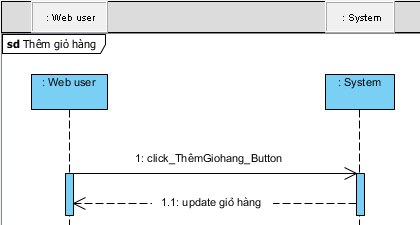 : Web user
: System
sd Thêm giỏ hàng
: Web user
: System
1: click_ThêmGiohang_Button
1.1: update giỏ hàng